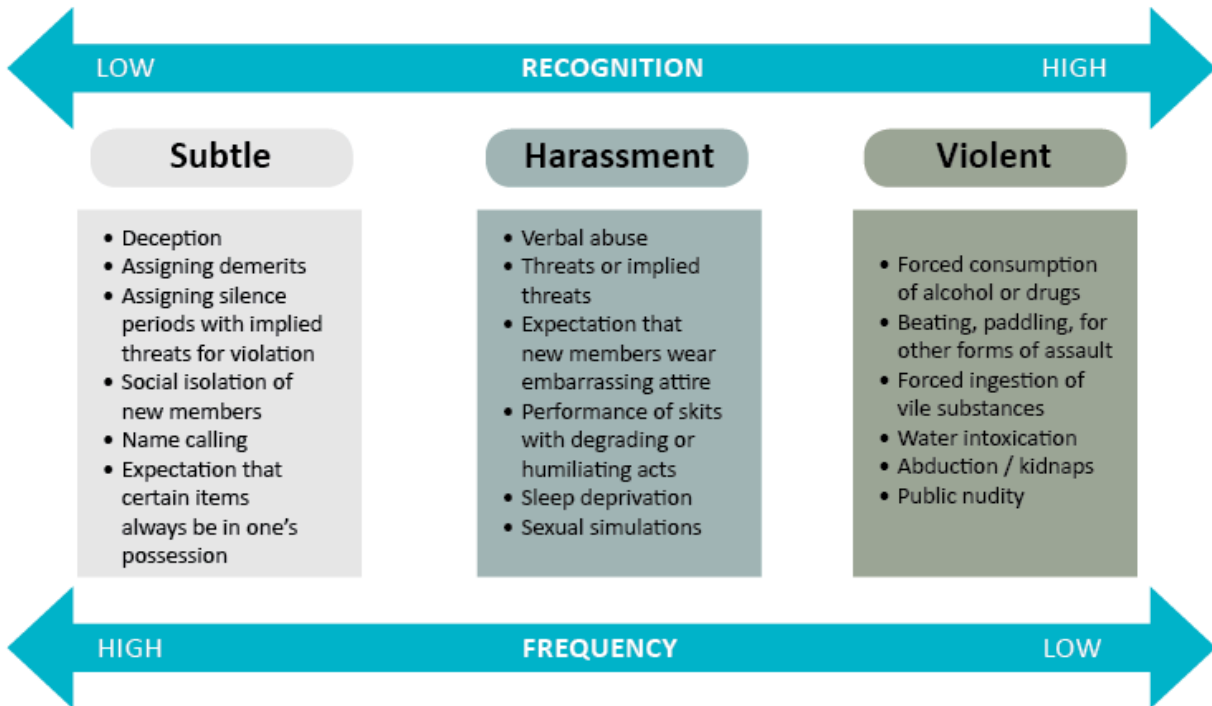 LOW RECOGNITION HIGH
Subtle
• Deception
• Assigning demerits
• Assigning silence
periods with implied
threats for violation
• Social isolation of
new members
• Name calling
• Expectation that
certain items
always be in one’s
possession
Harassment
• Verbal abuse
• Threats or implied
threats
• Expectation that
new members wear
embarrassing attire
• Performance of skits
with degrading or
humiliating acts
• Sleep deprivation
• Sexual simulations
Violent
• Forced consumption
of alcohol or drugs
• Beating, paddling, for
other forms of assault
• Forced ingestion of
vile substances
• Water intoxication
• Abduction / kidnaps
• Public nudity
HIGH FREQUENCY LOW